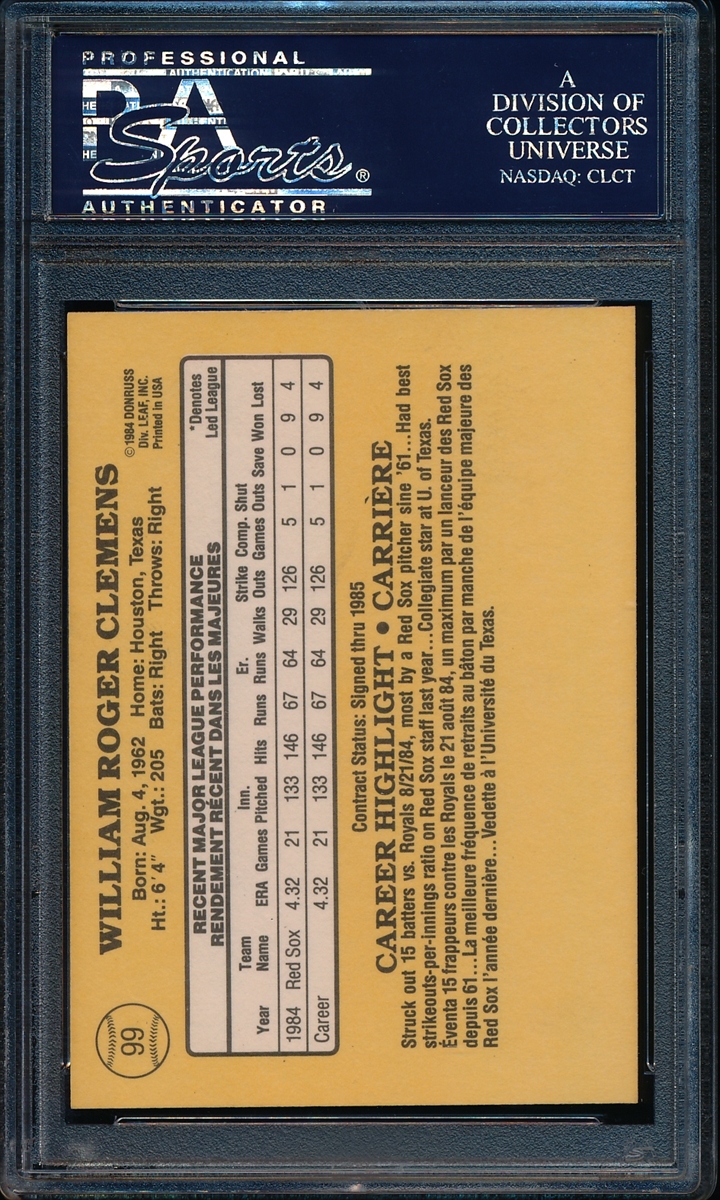 PROFESSIONAL
PSA
Sports®
AUTHENTICATOR
A
DIVISION OF
COLLECTORS
UNIVERSE
NASDAQ: CLCT
99
WILLIAM ROGER CLEMENS
©1984 DONRUSS
Div. LEAF, INC.
Printed in USA
Born: Aug. 4, 1962 Home: Houston, Texas
Ht.: 6'4" Wgt.: 205 Bats: Right Throws: Right
RECENT MAJOR LEAGUE PERFORMANCE
RENDEMENT RÉCENT DANS LES MAJEURES
*Denotes
Led League
Team Inn. Er. Strike Comp. Shut
Year Name ERA Games Pitched Hits Runs Runs Walks Outs Games Outs Save Won Lost
1984 Red Sox 4.32 21 133 146 67 64 29 126 5 1 0 9 4
Career 4.32 21 133 146 67 64 29 126 5 1 0 9 4
Contract Status: Signed thru 1985
CAREER HIGHLIGHT • CARRIÈRE
Struck out 15 batters vs. Royals 8/21/84, most by a Red Sox pitcher sine '61...Had best
strikeouts-per-innings ratio on Red Sox staff last year...Collegiate star at U. of Texas.
Éventa 15 frappeurs contre les Royals le 21 août 84, un maximum par un lanceur des Red Sox
depuis 61...La meilleure fréquence de retraits au bâton par manche de l'équipe majeure des
Red Sox l'année dernière...Vedette à l'Université du Texas.